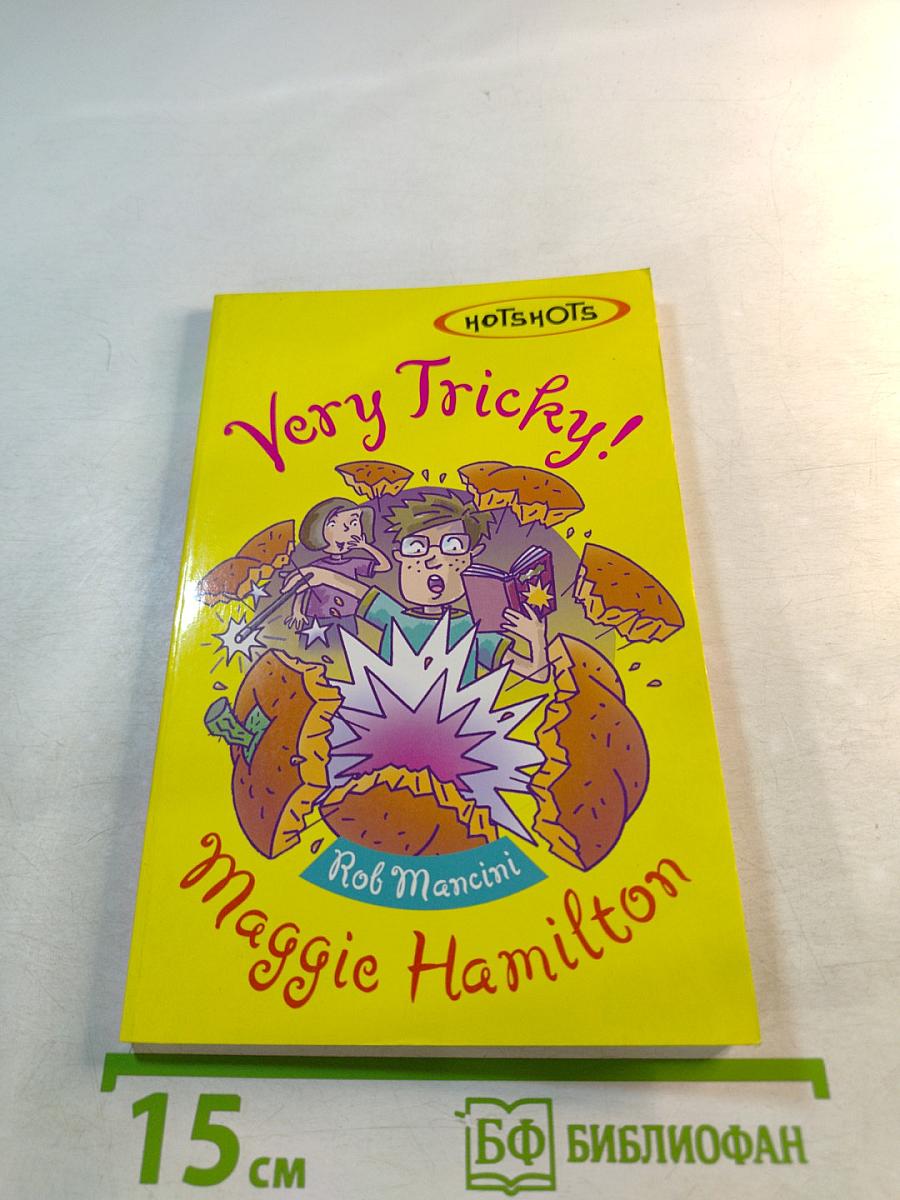 HOTSHOTS
Very Tricky!
Rob Mancini
Maggie Hamilton
15 см
БФ БИБЛИОФАН